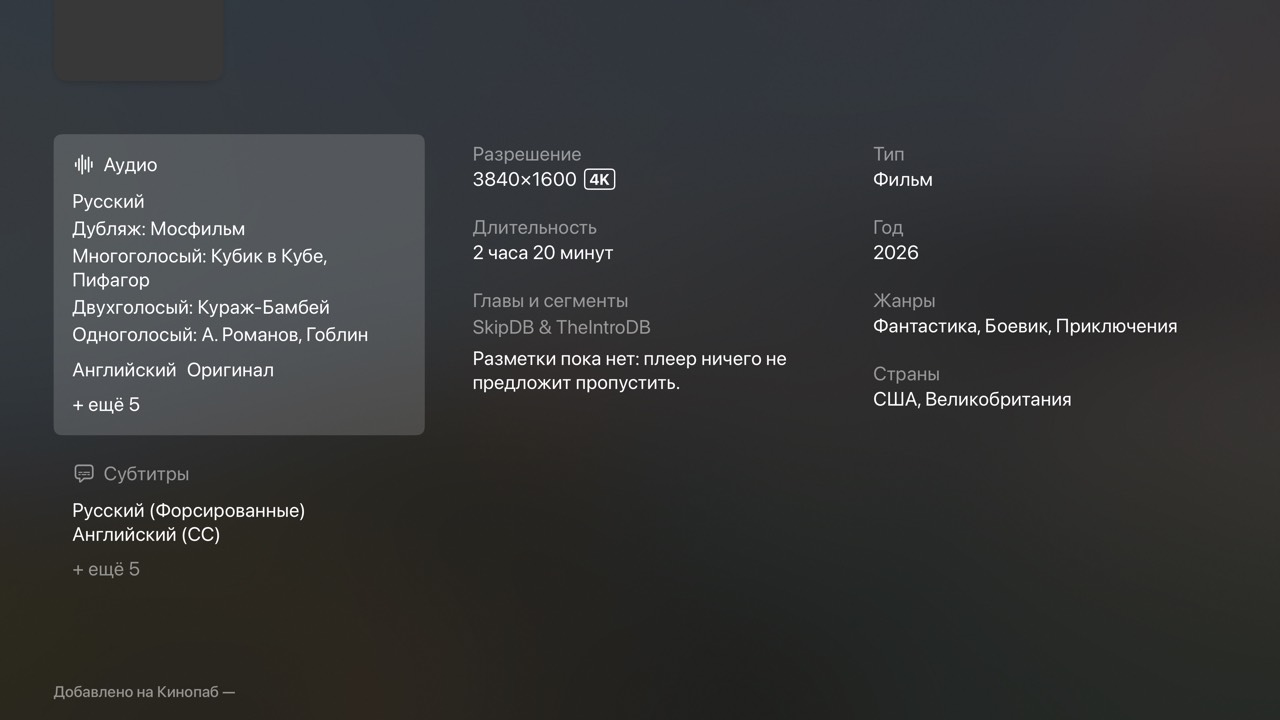 Аудио
Русский
Дубляж: Мосфильм
Многоголосый: Кубик в Кубе,
Пифагор
Двухголосый: Кураж-Бамбей
Одноголосый: А. Романов, Гоблин
Английский Оригинал
+ ещё 5
Субтитры
Русский (Форсированные)
Английский (СС)
+ ещё 5
Разрешение
3840×1600 4K
Длительность
2 часа 20 минут
Главы и сегменты
SkipDB & TheIntroDB
Разметки пока нет: плеер ничего не
предложит пропустить.
Тип
Фильм
Год
2026
Жанры
Фантастика, Боевик, Приключения
Страны
США, Великобритания
Добавлено на Кинопаб —